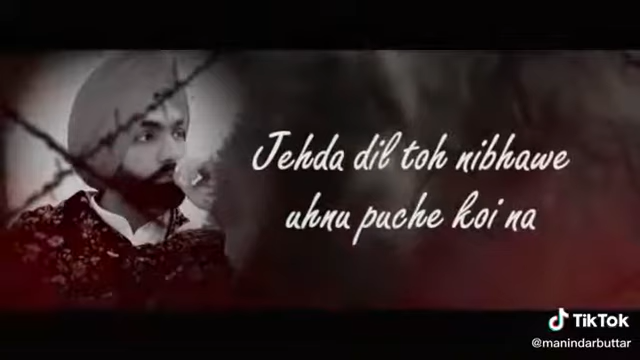 Jehda dil toh nibhawe
uhnu puche koi na
TikTok
@manindarbuttar